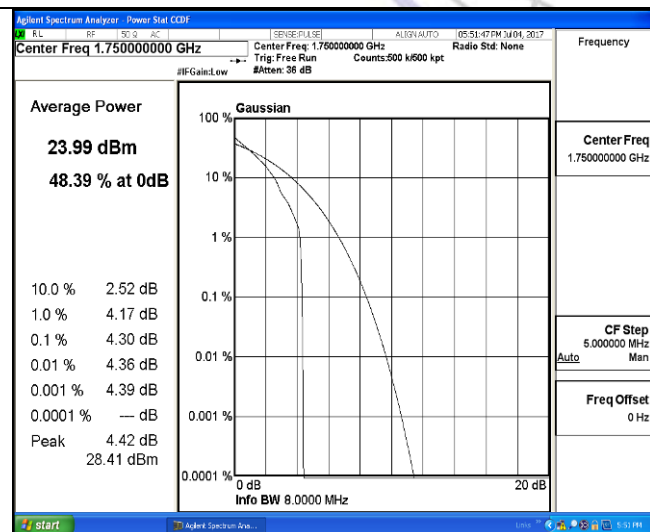 Agilent Spectrum Analyzer - Power Stat CCDF
RL RF 50 Ω AC SENSE:PULSE ALIGN AUTO 05:51:47 PM Jul 04, 2017
Center Freq 1.750000000 GHz
Center Freq: 1.750000000 GHz
Radio Std: None
Trig: Free Run Counts:500 k/500 kpt
#IFGain:Low #Atten: 36 dB
Frequency
Average Power
23.99 dBm
48.39 % at 0dB
10.0 % 2.52 dB
1.0 % 4.17 dB
0.1 % 4.30 dB
0.01 % 4.36 dB
0.001 % 4.39 dB
0.0001 % --- dB
Peak 4.42 dB
28.41 dBm
Gaussian
100 %
10 %
1 %
0.1 %
0.01 %
0.001 %
0.0001 %
0 dB 20 dB
Info BW 8.0000 MHz
Center Freq
1.750000000 GHz
CF Step
5.000000 MHz
Auto Man
Freq Offset
0 Hz
start Agilent Spectrum Ana... Links 5:51 PM